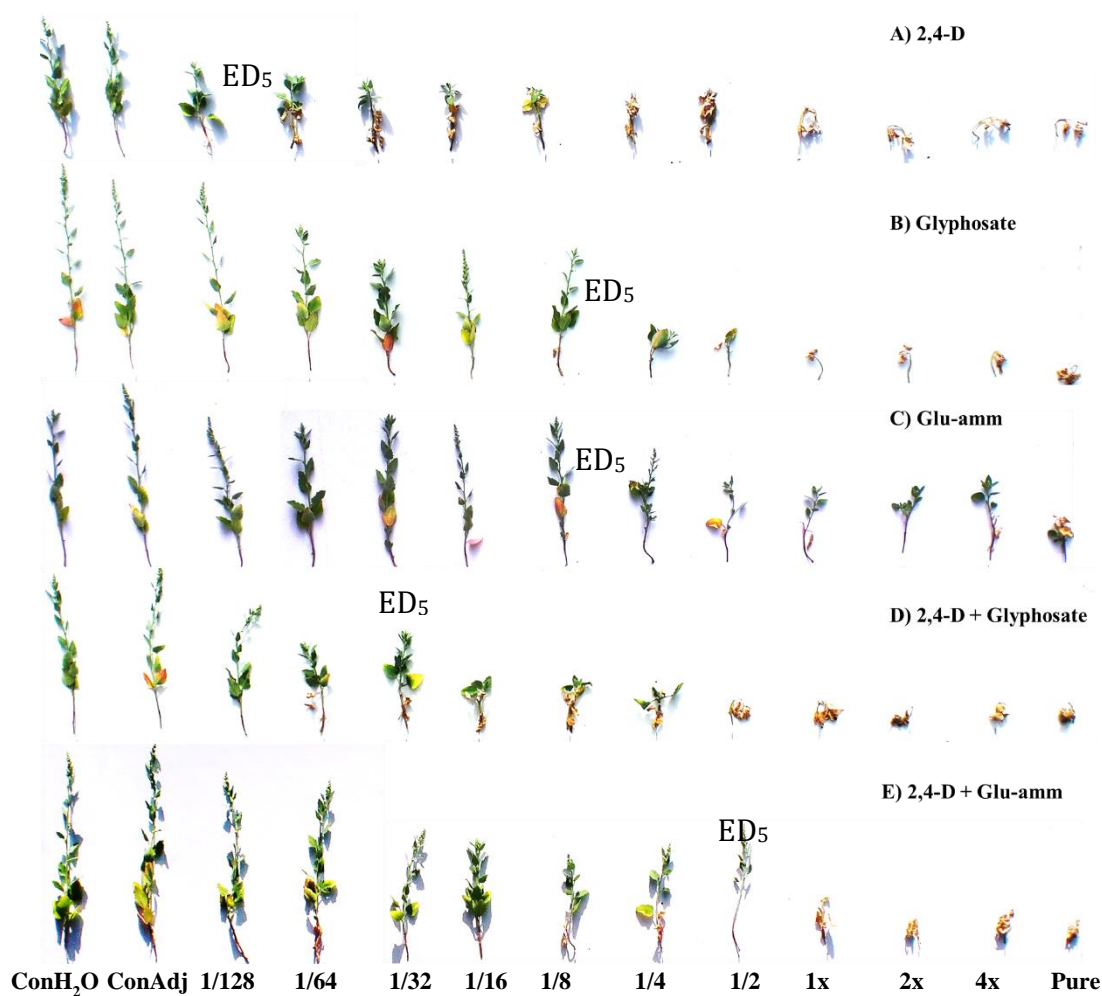 A) 2,4-D
ED₅
B) Glyphosate
ED₅
C) Glu-amm
ED₅
ED₅
D) 2,4-D + Glyphosate
E) 2,4-D + Glu-amm
ED₅
ConH₂O ConAdj 1/128 1/64 1/32 1/16 1/8 1/4 1/2 1x 2x 4x Pure